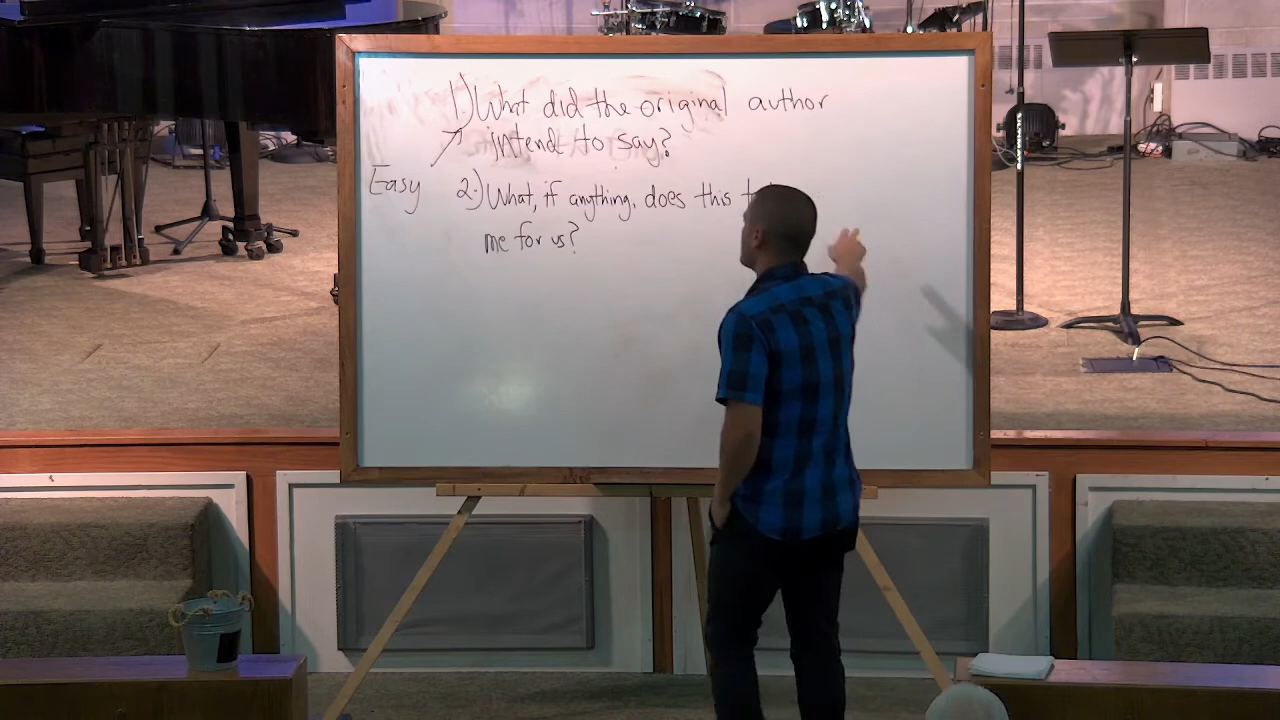 1.) What did the original author
intend to say?
Easy
2.) What, if anything, does this
me for us?